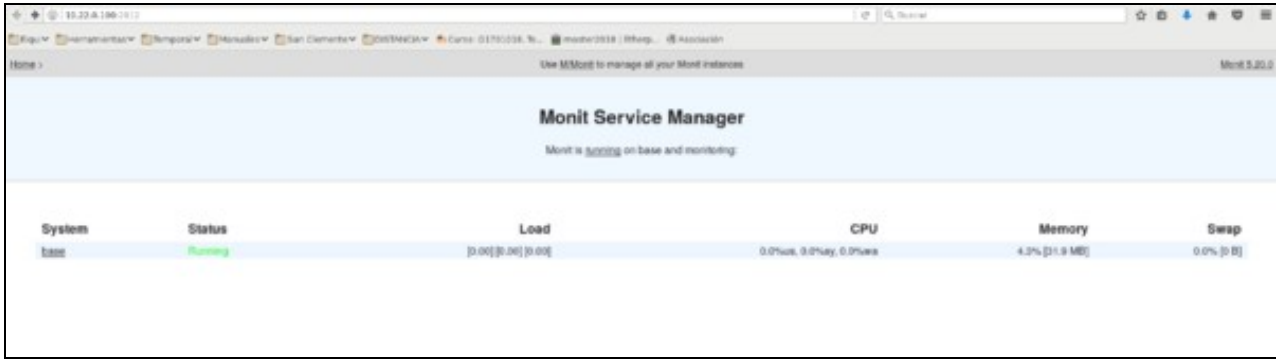 Buscar
Home >
Use M/Monit to manage all your Monit instances
Monit 5.20.0
Monit Service Manager
Monit is running on base and monitoring:
System Status Load CPU Memory Swap
base Running [0.00] [0.00] [0.00] 0.0%us, 0.0%sy, 0.0%wa 4.3% [31.9 MB] 0.0% [0 B]